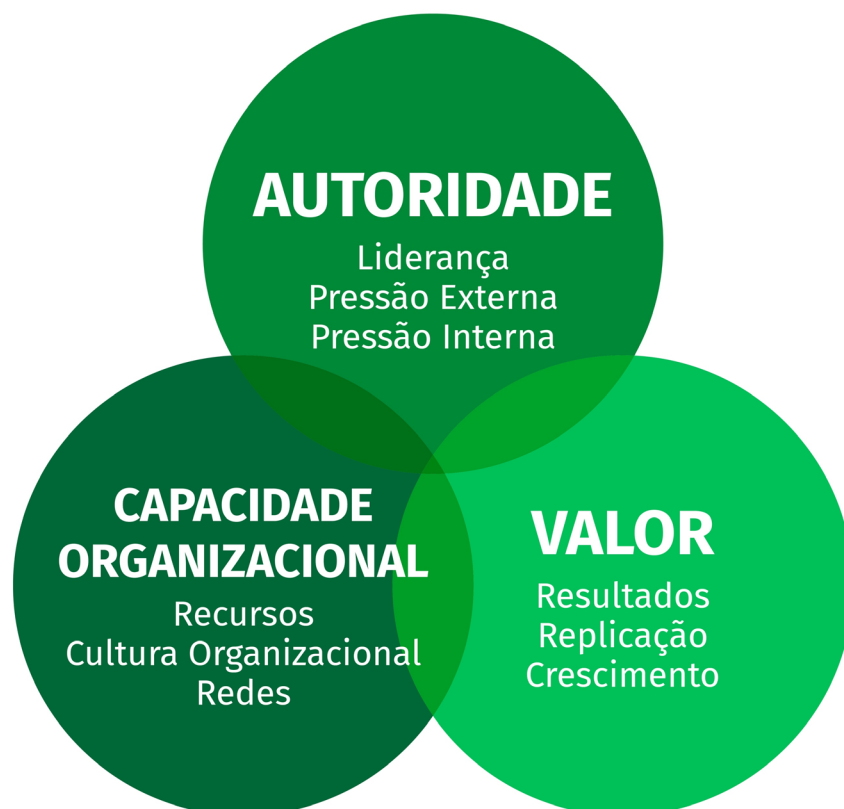 AUTORIDADE
Liderança
Pressão Externa
Pressão Interna
CAPACIDADE
ORGANIZACIONAL
Recursos
Cultura Organizacional
Redes
VALOR
Resultados
Replicação
Crescimento